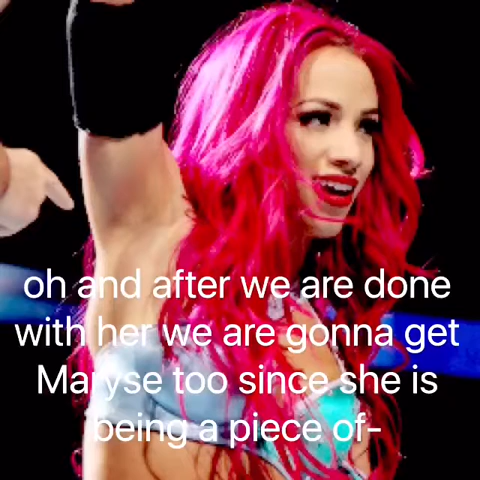 oh and after we are done
with her we are gonna get
Maryse too since she is
being a piece of-